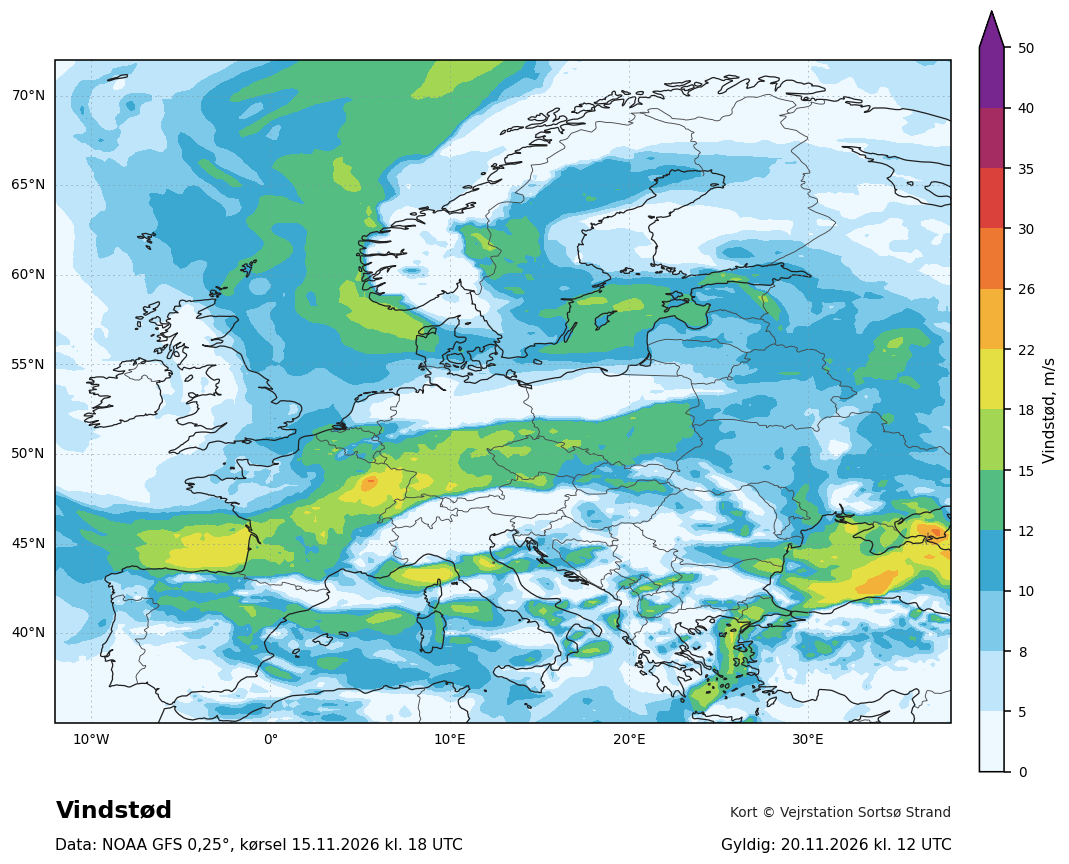 50
40
35
30
26
22
18
15
12
10
8
5
0
Vindstød, m/s
70°N
65°N
60°N
55°N
50°N
45°N
40°N
10°W
0°
10°E
20°E
30°E
Vindstød
Kort © Vejrstation Sortsø Strand
Data: NOAA GFS 0,25°, kørsel 15.11.2026 kl. 18 UTC
Gyldig: 20.11.2026 kl. 12 UTC